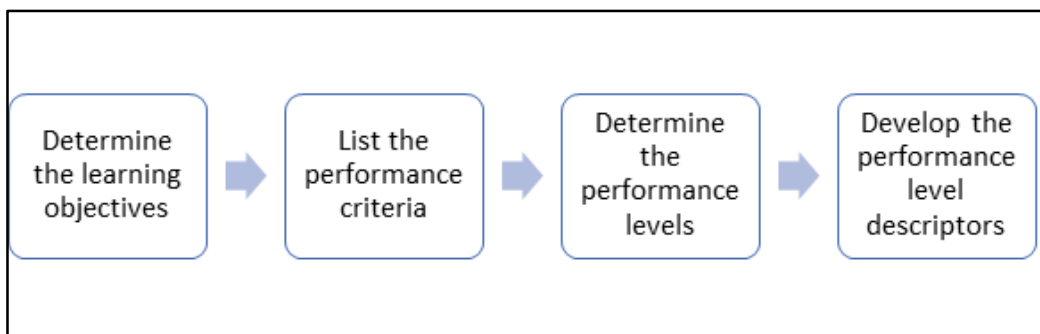 Determine
the learning
objectives
List the
performance
criteria
Determine
the
performance
levels
Develop the
performance
level
descriptors